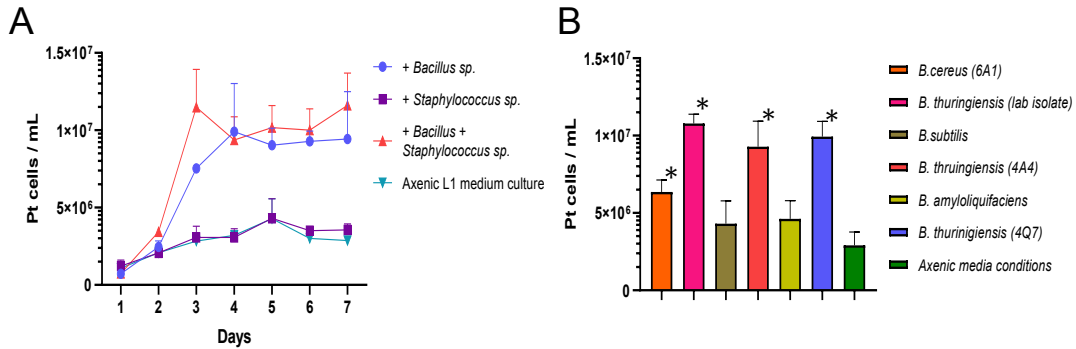 A
Pt cells / mL
1.5×10⁷
1×10⁷
5×10⁶
0
1
2
3
4
5
6
7
Days
+ Bacillus sp.
+ Staphylococcus sp.
+ Bacillus +
Staphylococcus sp.
Axenic L1 medium culture
B
Pt cells / mL
1.5×10⁷
1×10⁷
5×10⁶
0
*
*
*
*
B.cereus (6A1)
B. thuringiensis (lab isolate)
B.subtilis
B. thruingiensis (4A4)
B. amyloliquifaciens
B. thurinigiensis (4Q7)
Axenic media conditions